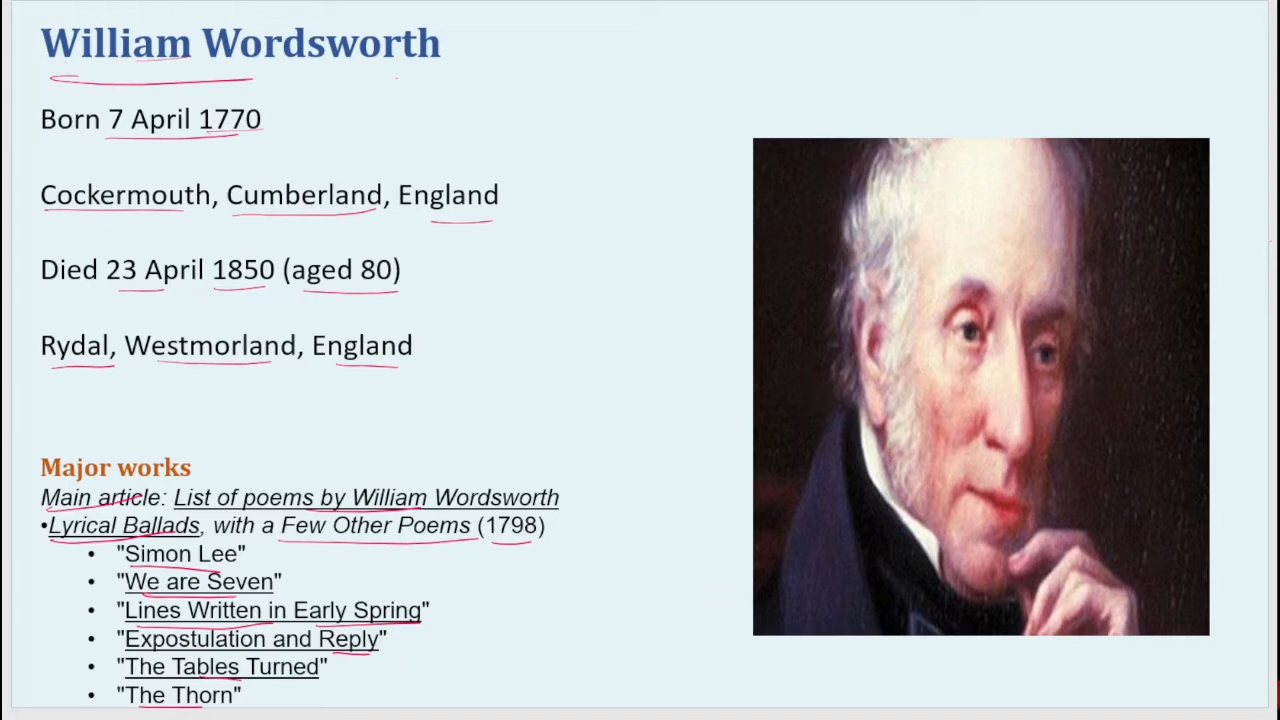 William Wordsworth
Born 7 April 1770
Cockermouth, Cumberland, England
Died 23 April 1850 (aged 80)
Rydal, Westmorland, England
Major works
Main article: List of poems by William Wordsworth
•Lyrical Ballads, with a Few Other Poems (1798)
• "Simon Lee"
• "We are Seven"
• "Lines Written in Early Spring"
• "Expostulation and Reply"
• "The Tables Turned"
• "The Thorn"